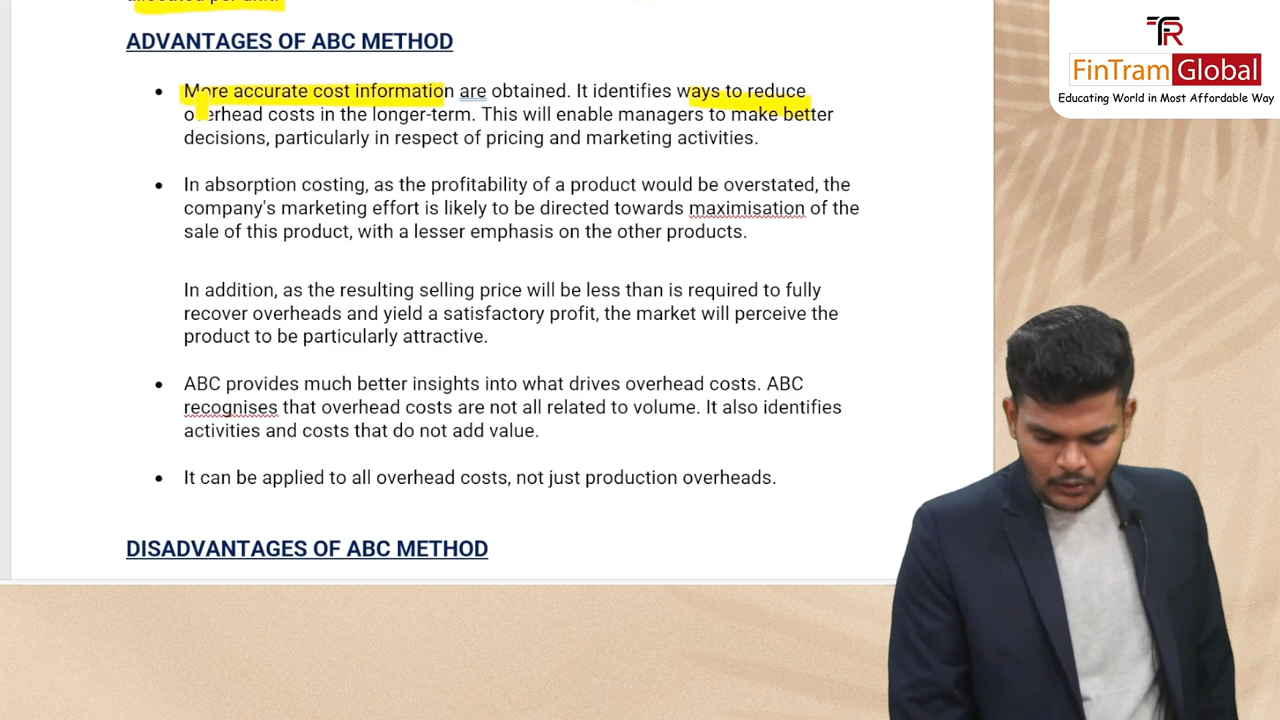 ADVANTAGES OF ABC METHOD
• More accurate cost information are obtained. It identifies ways to reduce
overhead costs in the longer-term. This will enable managers to make better
decisions, particularly in respect of pricing and marketing activities.
• In absorption costing, as the profitability of a product would be overstated, the
company's marketing effort is likely to be directed towards maximisation of the
sale of this product, with a lesser emphasis on the other products.
In addition, as the resulting selling price will be less than is required to fully
recover overheads and yield a satisfactory profit, the market will perceive the
product to be particularly attractive.
• ABC provides much better insights into what drives overhead costs. ABC
recognises that overhead costs are not all related to volume. It also identifies
activities and costs that do not add value.
• It can be applied to all overhead costs, not just production overheads.
DISADVANTAGES OF ABC METHOD
FinTram Global
Educating World in Most Affordable Way